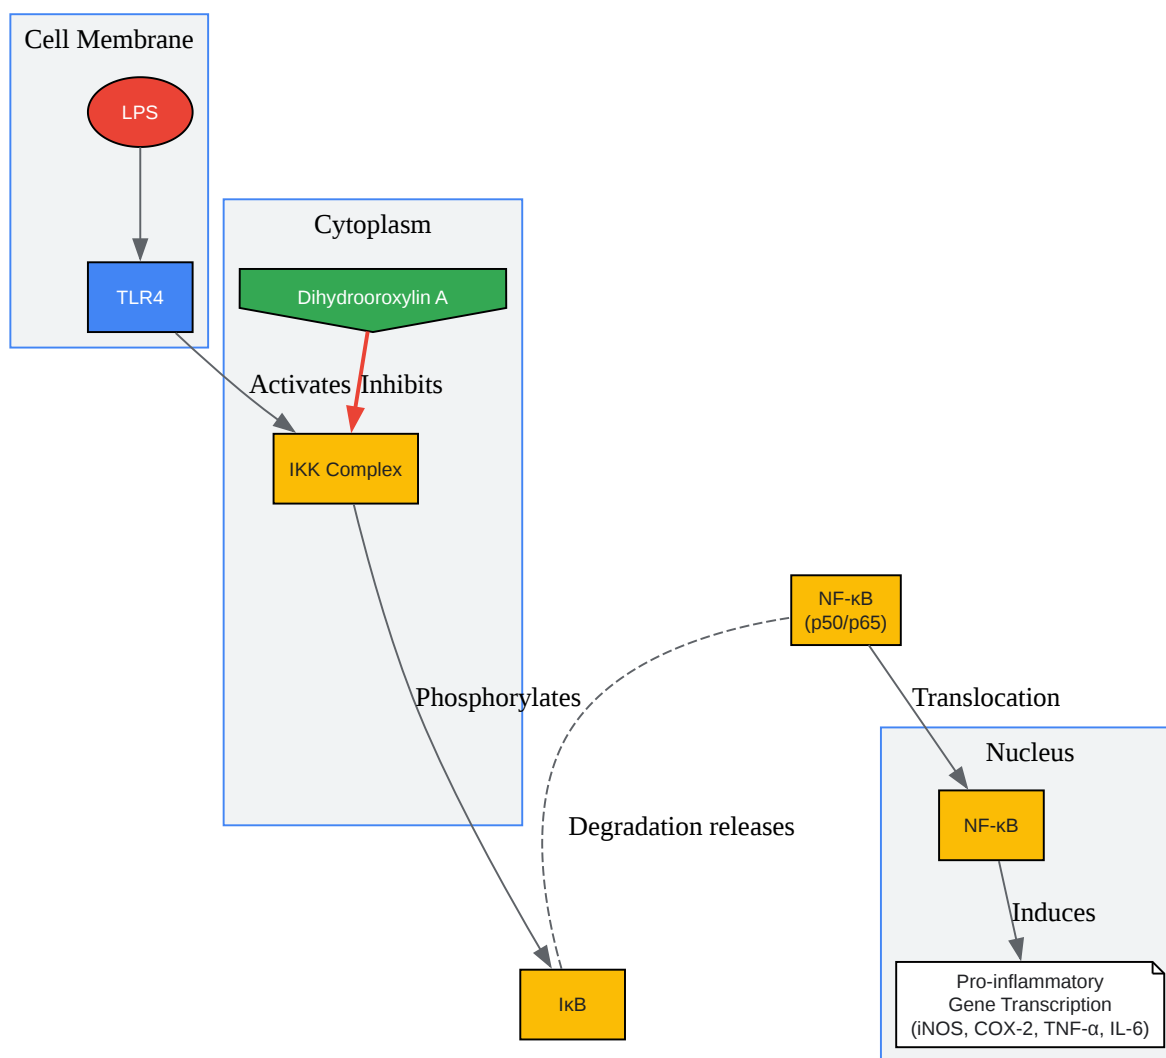 Cell Membrane
LPS
TLR4
Cytoplasm
Dihydrooroxylin A
Activates
Inhibits
IKK Complex
Phosphorylates
NF-κB
(p50/p65)
Translocation
Degradation releases
IκB
Nucleus
NF-κB
Induces
Pro-inflammatory
Gene Transcription
(iNOS, COX-2, TNF-α, IL-6)